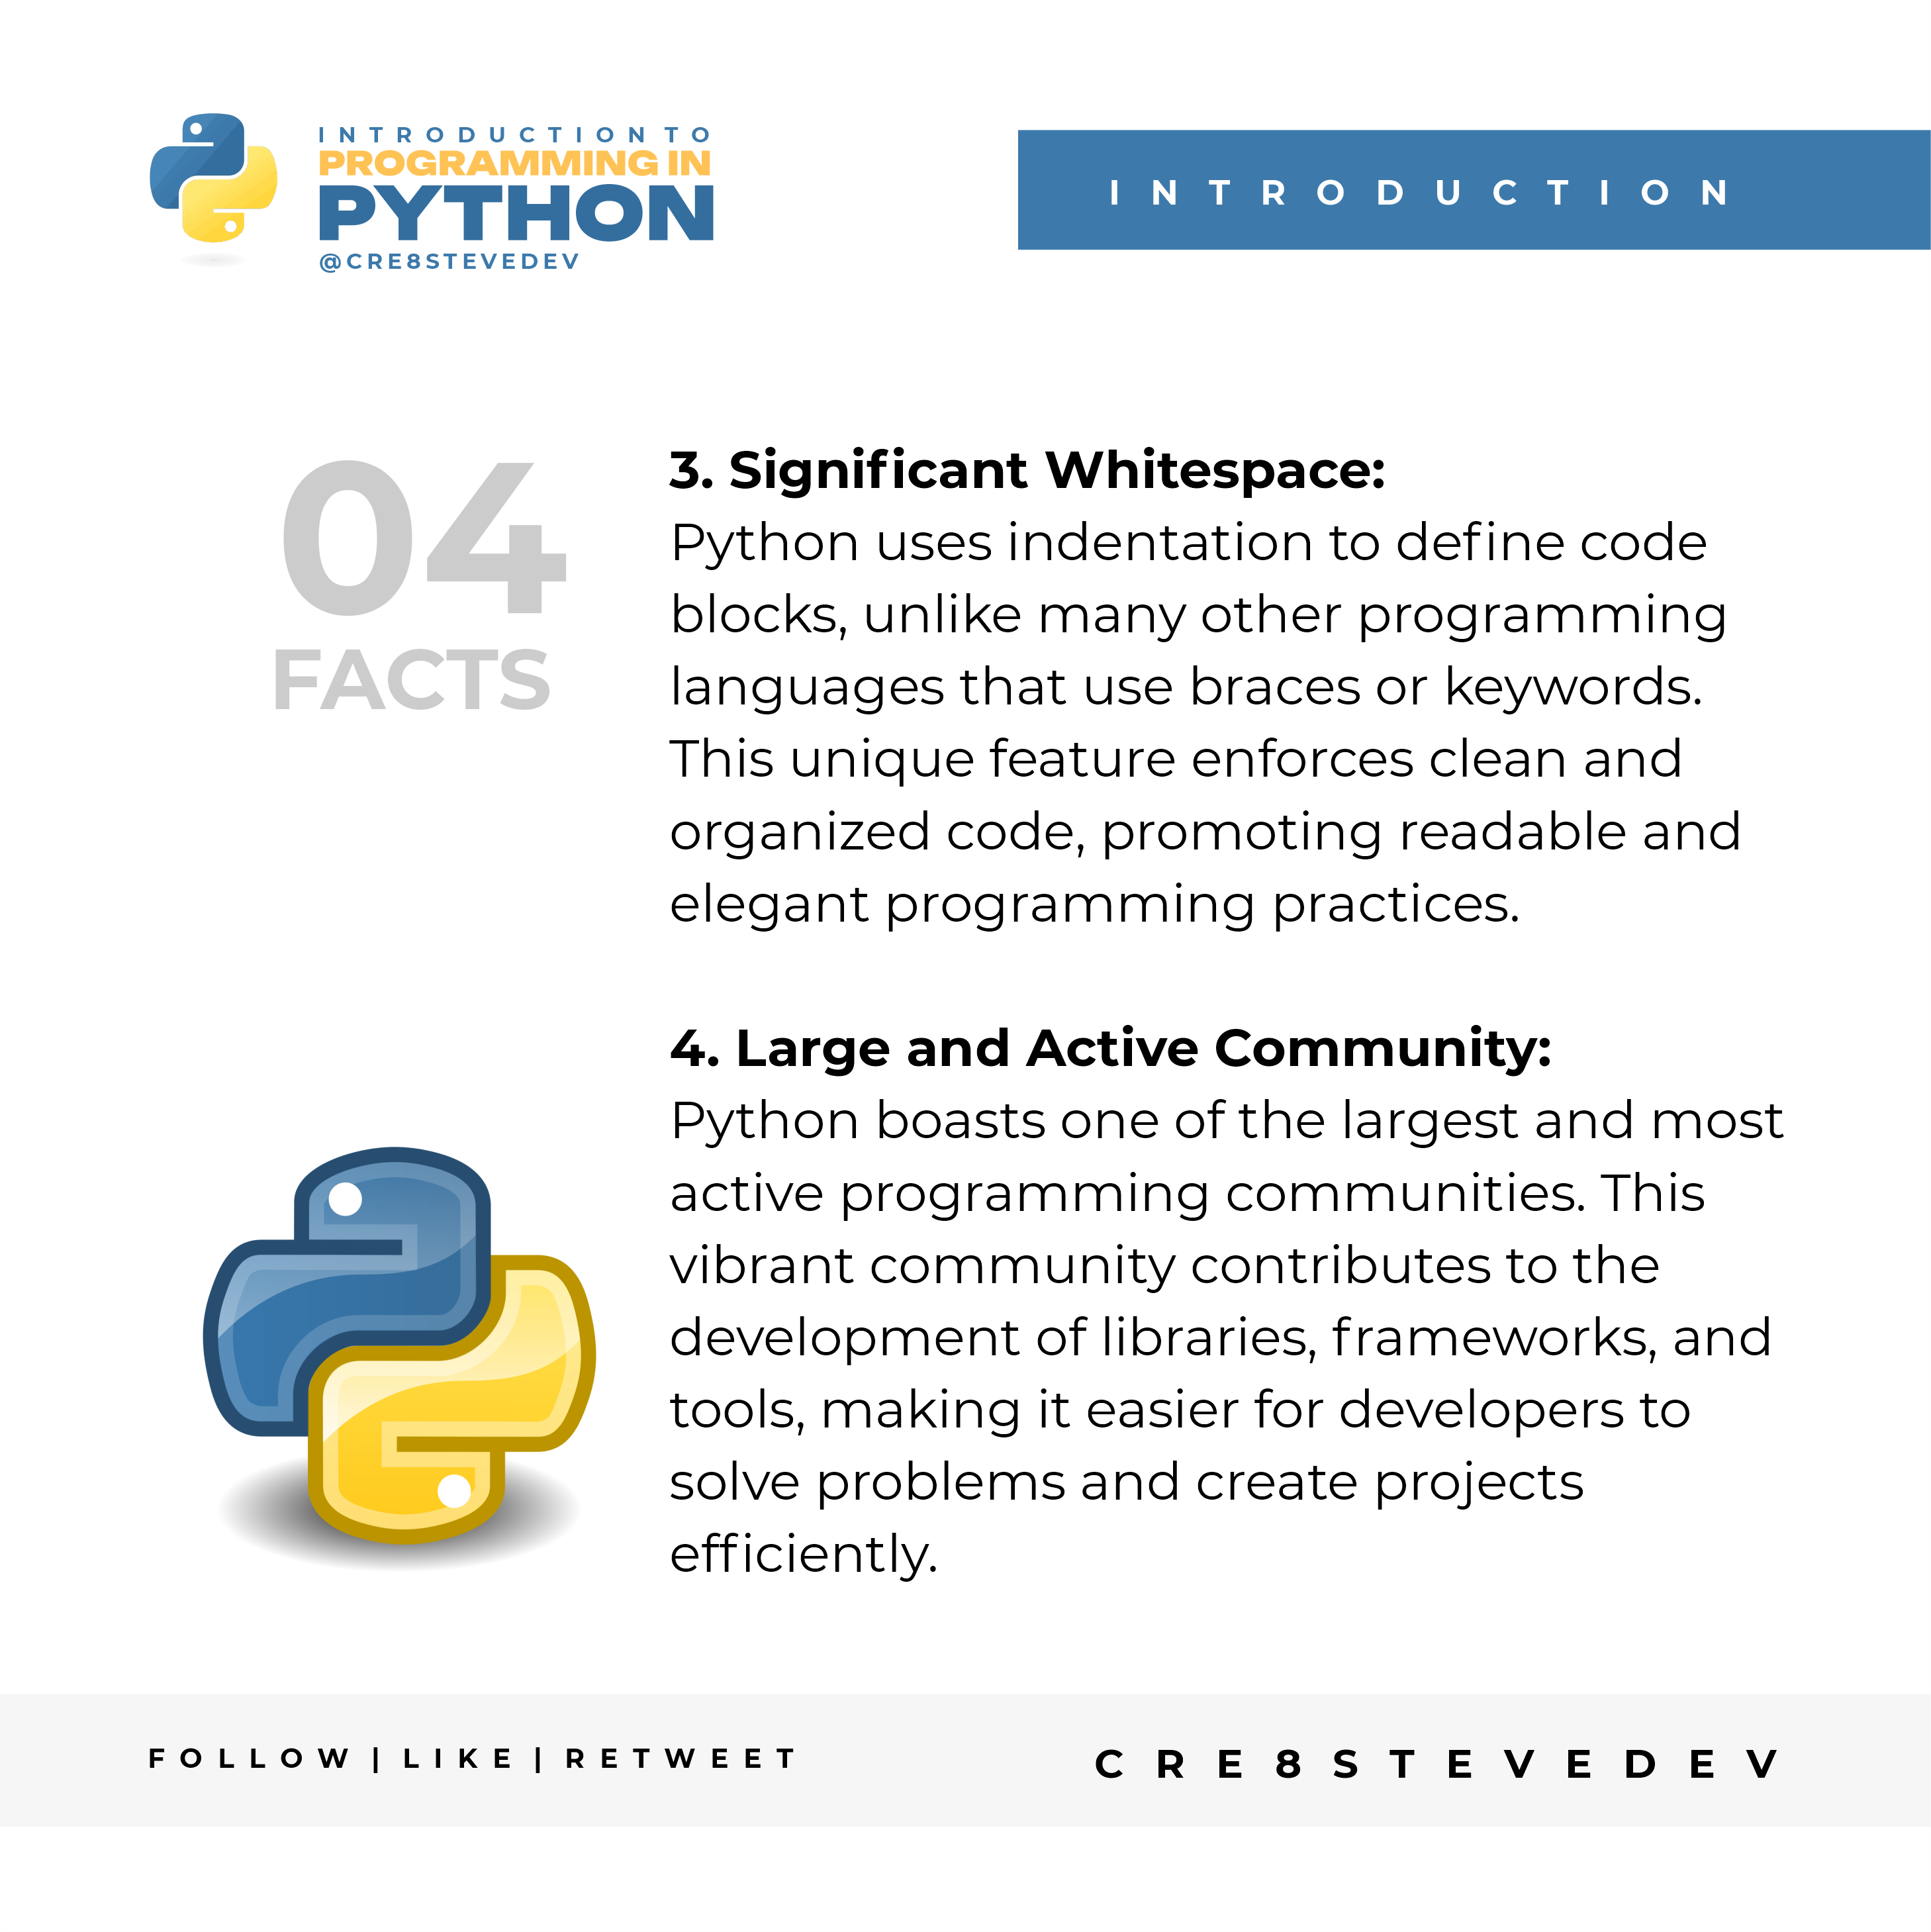 INTRODUCTION TO
PROGRAMMING IN
PYTHON
@CRE8STEVEDEV
INTRODUCTION
04
FACTS
3. Significant Whitespace:
Python uses indentation to define code
blocks, unlike many other programming
languages that use braces or keywords.
This unique feature enforces clean and
organized code, promoting readable and
elegant programming practices.
4. Large and Active Community:
Python boasts one of the largest and most
active programming communities. This
vibrant community contributes to the
development of libraries, frameworks, and
tools, making it easier for developers to
solve problems and create projects
efficiently.
FOLLOW | LIKE | RETWEET
CRE8STEVEDEV